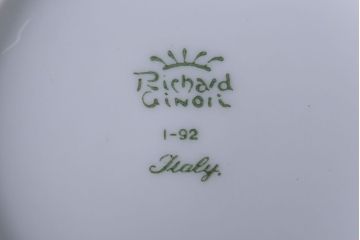 Richard
Ginori
1-92
Italy.